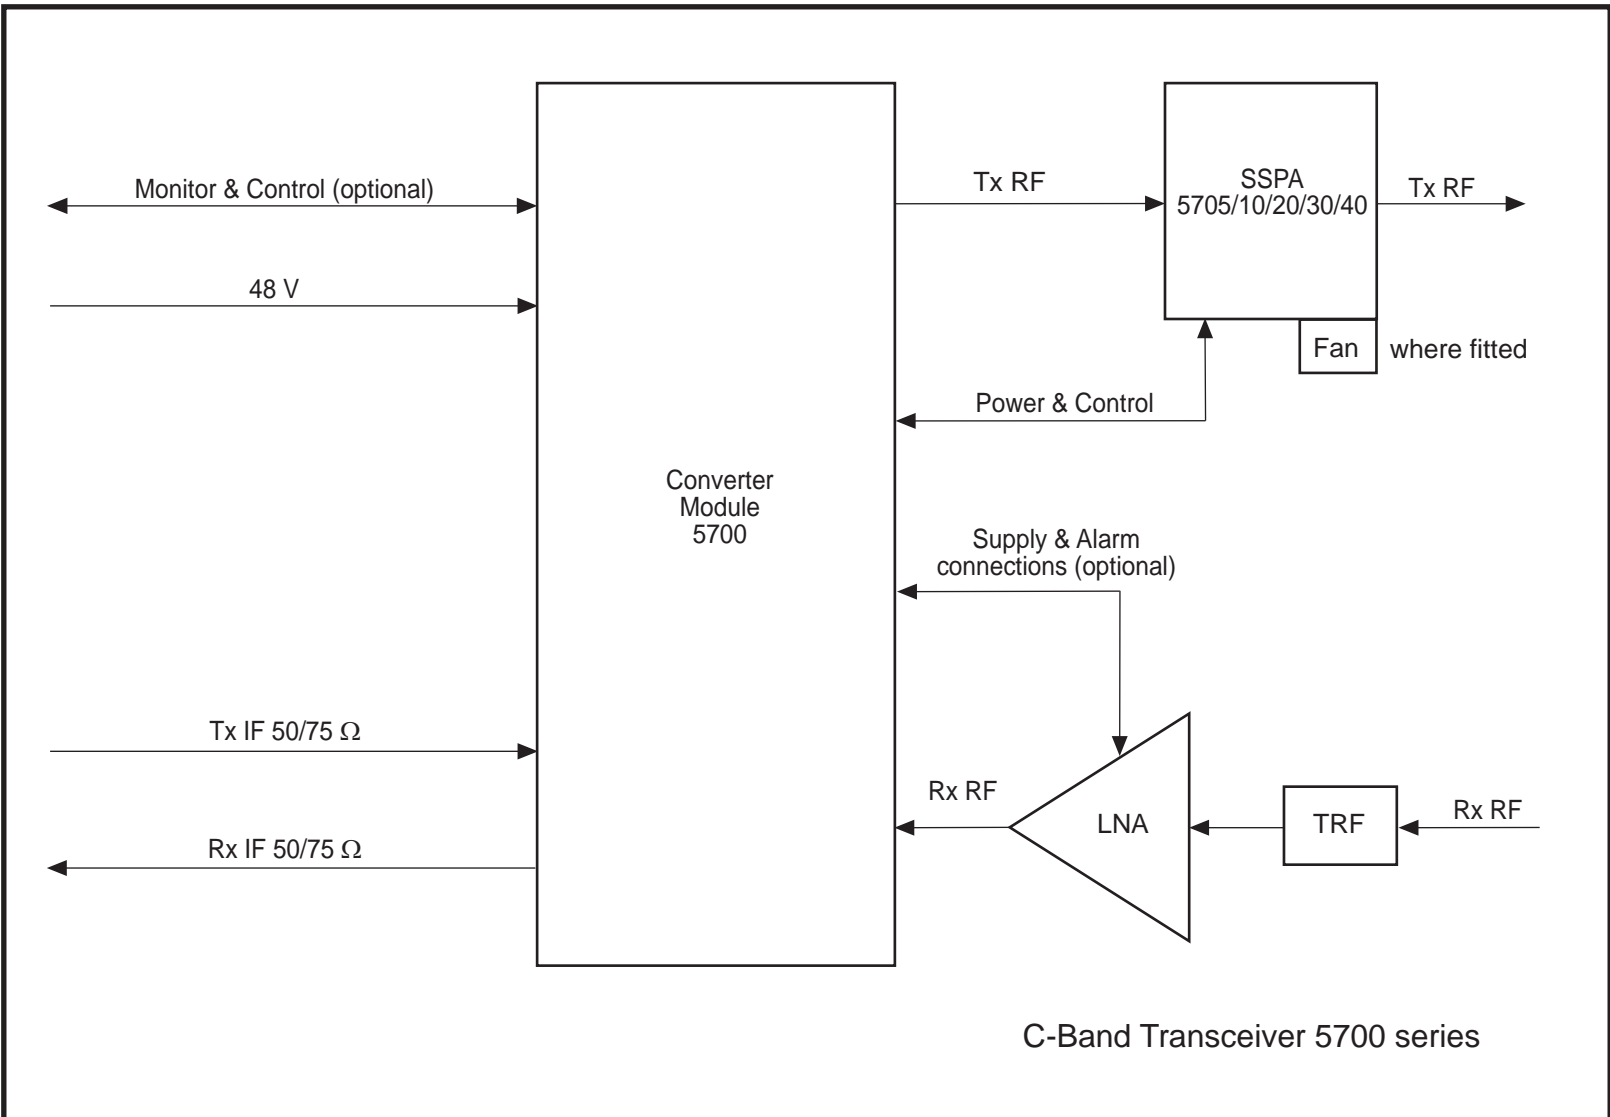 Monitor & Control (optional)
48 V
Tx IF 50/75 Ω
Rx IF 50/75 Ω
Converter
Module
5700
Tx RF
SSPA
5705/10/20/30/40
Tx RF
Fan
where fitted
Power & Control
Supply & Alarm
connections (optional)
Rx RF
LNA
TRF
Rx RF
C-Band Transceiver 5700 series